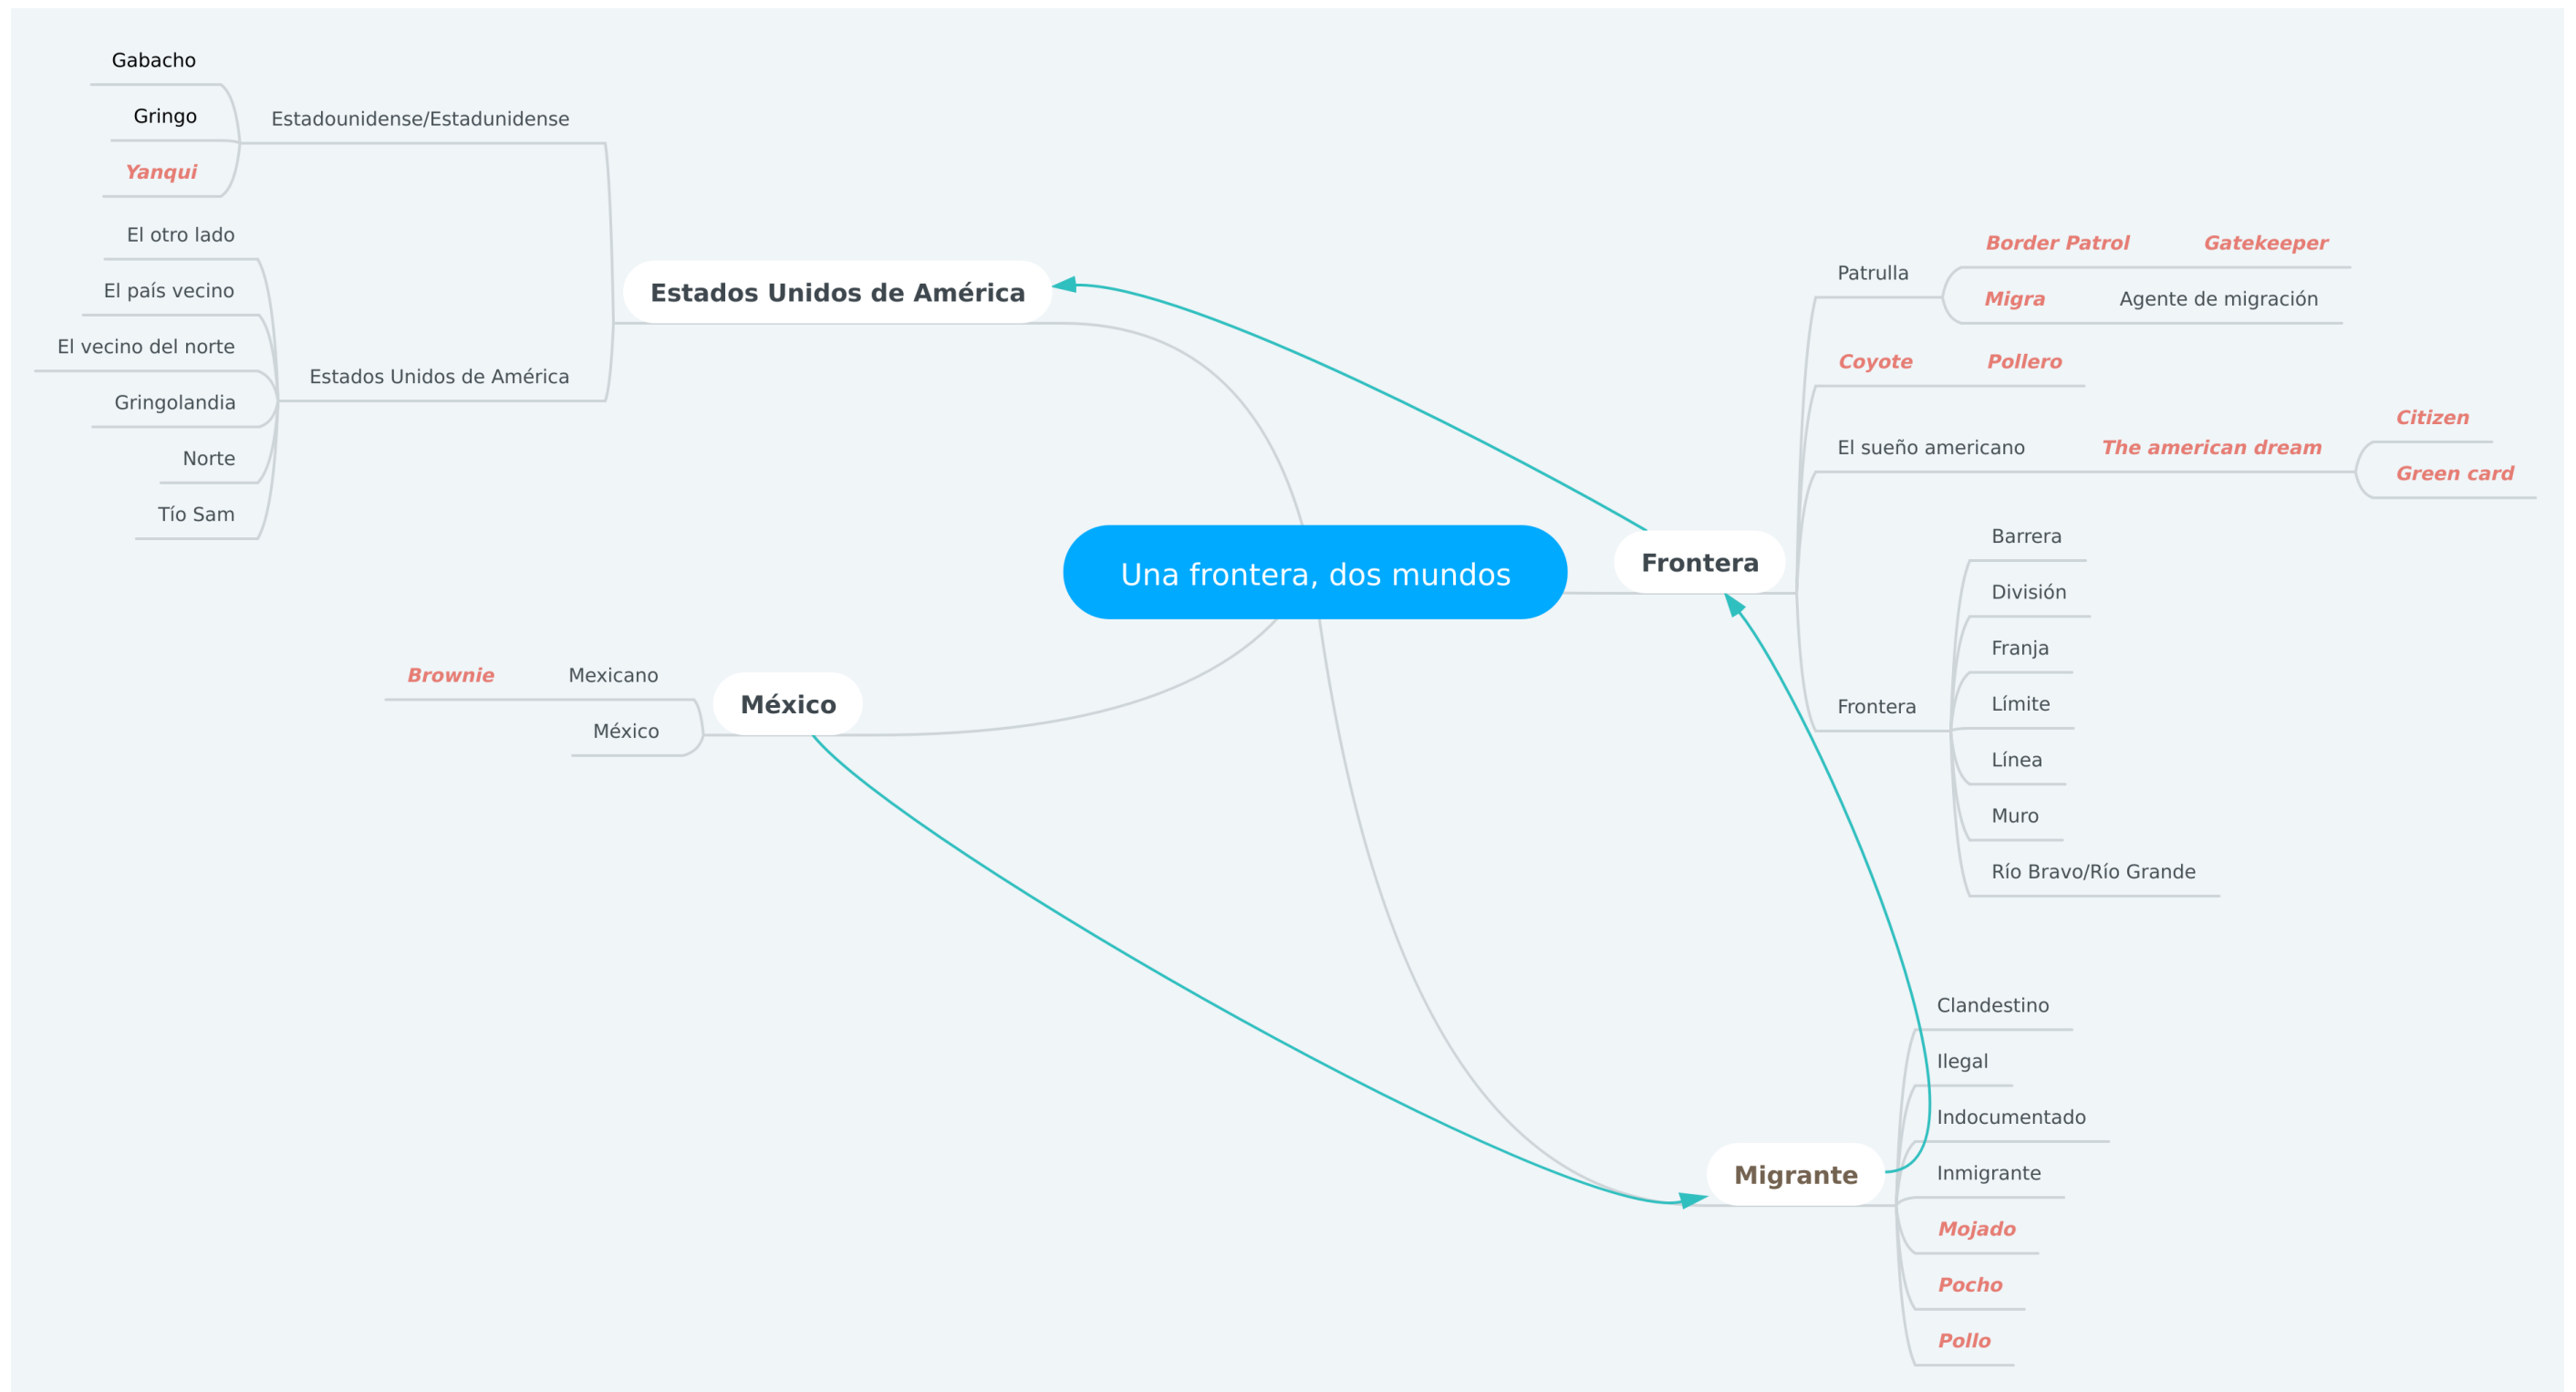 Una frontera, dos mundos
Estados Unidos de América
Estadounidense/Estadunidense
Gabacho
Gringo
Yanqui
Estados Unidos de América
El otro lado
El país vecino
El vecino del norte
Gringolandia
Norte
Tío Sam
México
Mexicano
Brownie
México
Frontera
Patrulla
Border Patrol
Gatekeeper
Migra
Agente de migración
Coyote
Pollero
El sueño americano
The american dream
Citizen
Green card
Frontera
Barrera
División
Franja
Límite
Línea
Muro
Río Bravo/Río Grande
Migrante
Clandestino
Ilegal
Indocumentado
Inmigrante
Mojado
Pocho
Pollo